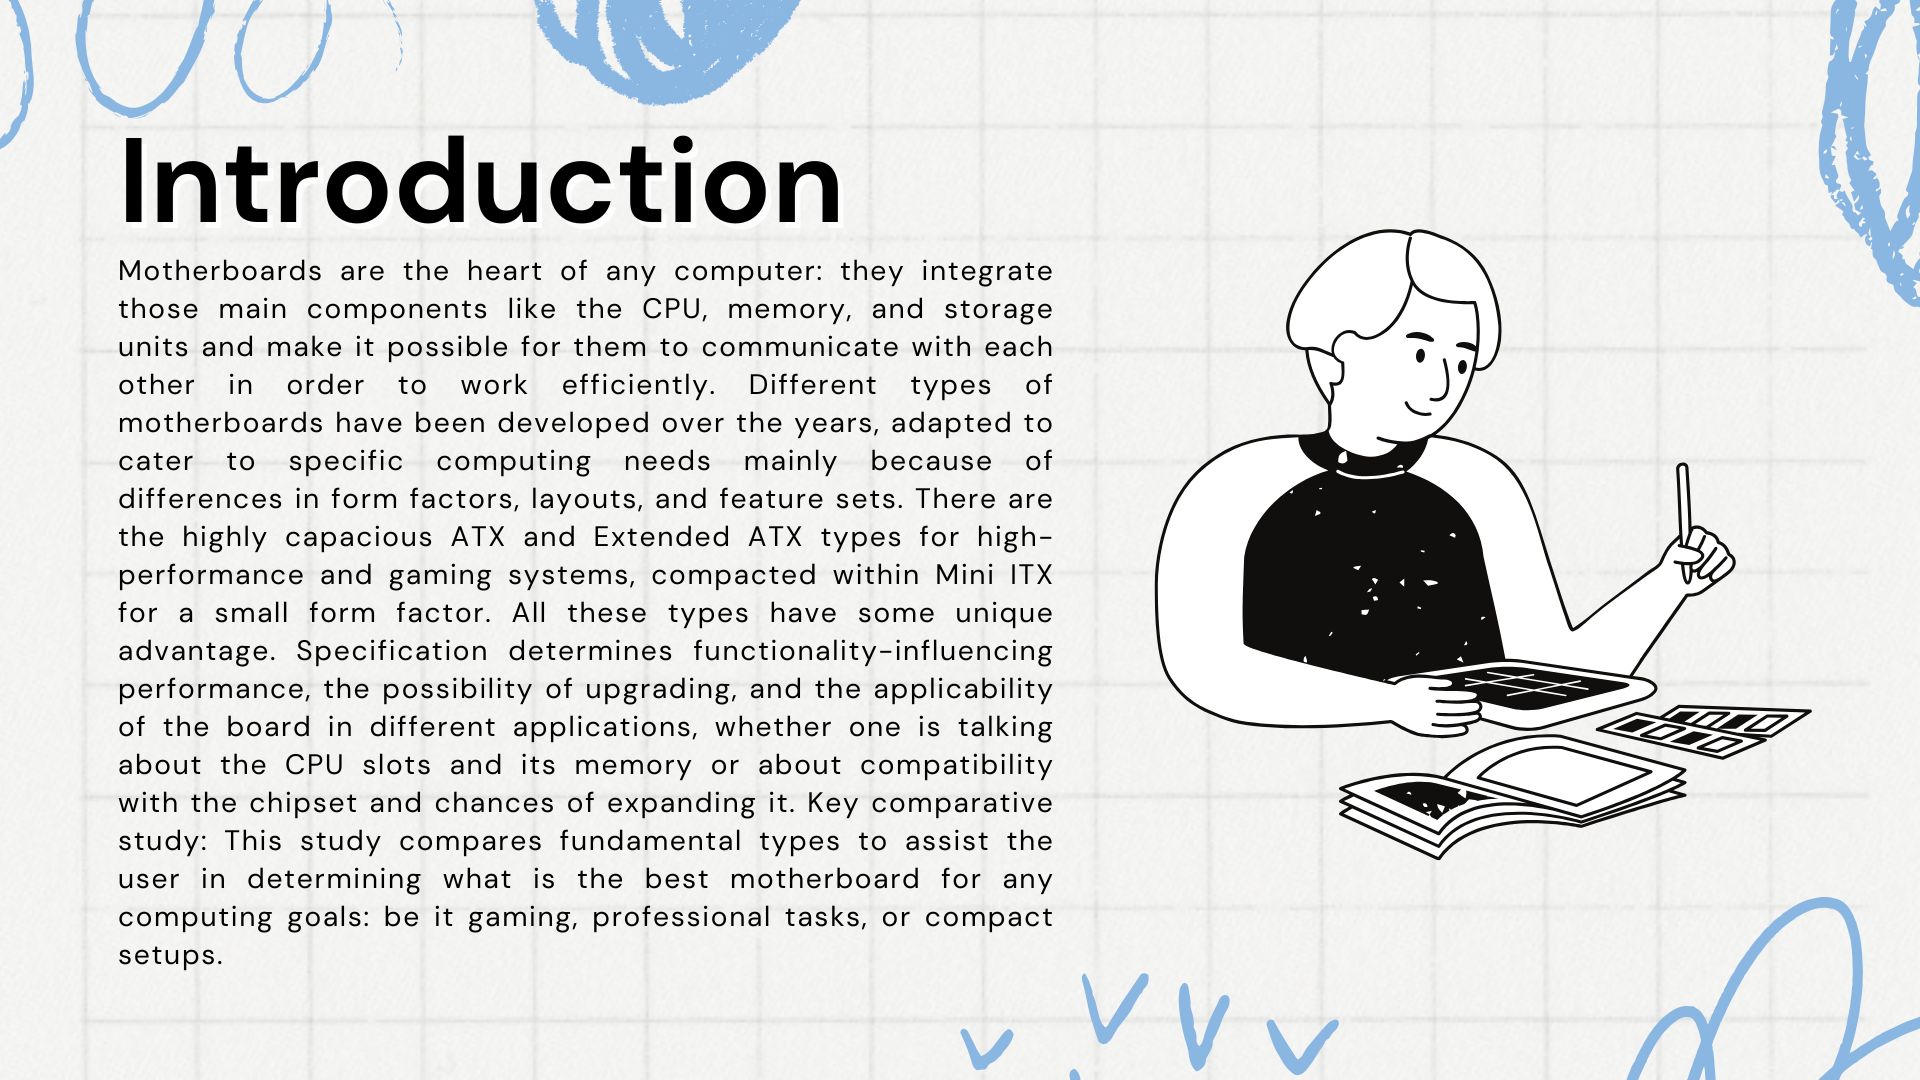 Introduction
Motherboards are the heart of any computer: they integrate
those main components like the CPU, memory, and storage
units and make it possible for them to communicate with each
other in order to work efficiently. Different types of
motherboards have been developed over the years, adapted to
cater to specific computing needs mainly because of
differences in form factors, layouts, and feature sets. There are
the highly capacious ATX and Extended ATX types for high-
performance and gaming systems, compacted within Mini ITX
for a small form factor. All these types have some unique
advantage. Specification determines functionality-influencing
performance, the possibility of upgrading, and the applicability
of the board in different applications, whether one is talking
about the CPU slots and its memory or about compatibility
with the chipset and chances of expanding it. Key comparative
study: This study compares fundamental types to assist the
user in determining what is the best motherboard for any
computing goals: be it gaming, professional tasks, or compact
setups.